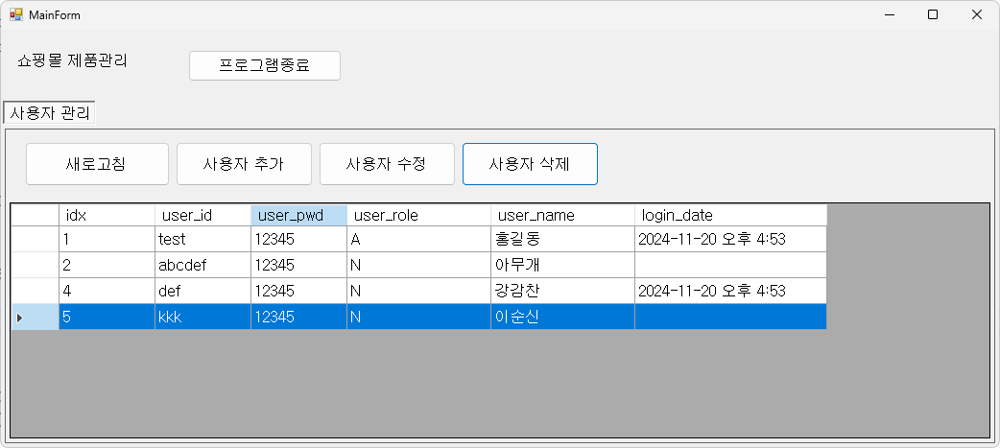 MainForm
쇼핑몰 제품관리 프로그램종료
사용자 관리
새로고침 사용자 추가 사용자 수정 사용자 삭제
idx user_id user_pwd user_role user_name login_date
1 test 12345 A 홍길동 2024-11-20 오후 4:53
2 abcdef 12345 N 아무개
4 def 12345 N 강감찬 2024-11-20 오후 4:53
5 kkk 12345 N 이순신